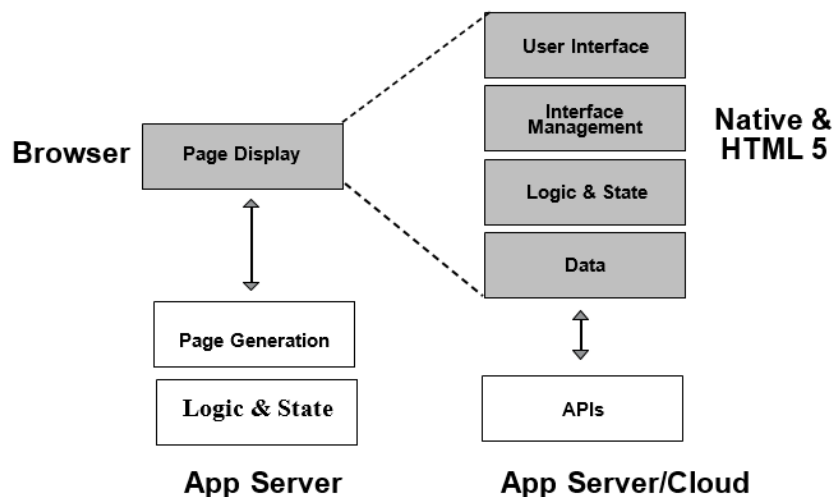 Browser
Page Display
Page Generation
Logic & State
App Server
User Interface
Interface
Management
Logic & State
Data
Native &
HTML 5
APIs
App Server/Cloud